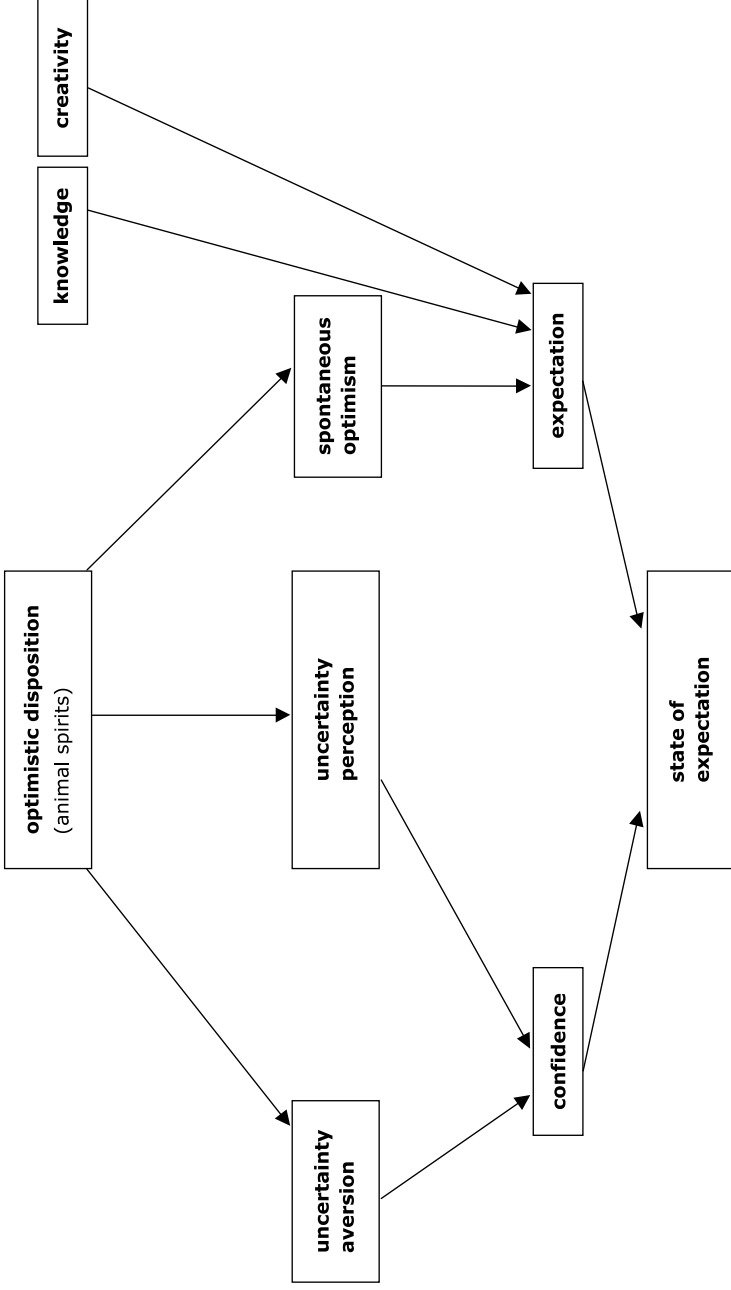 creativity
knowledge
optimistic disposition
(animal spirits)
spontaneous
optimism
uncertainty
perception
uncertainty
aversion
expectation
confidence
state of
expectation